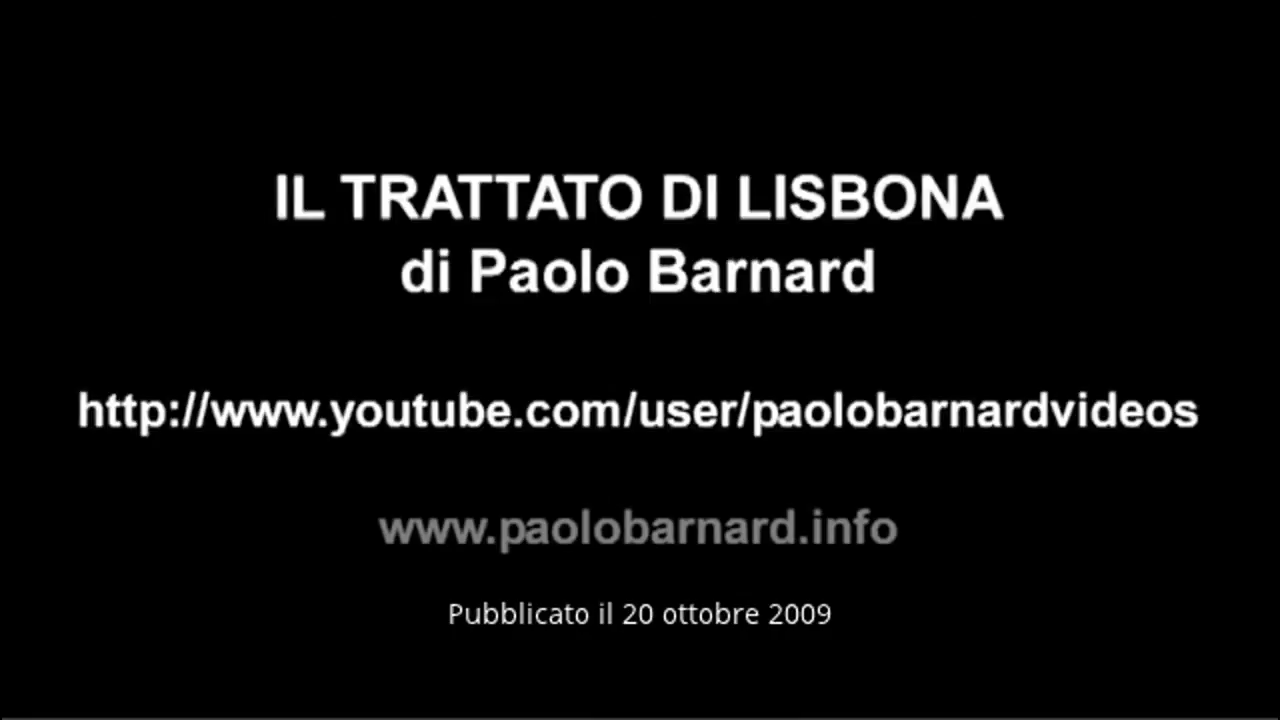 IL TRATTATO DI LISBONA
di Paolo Barnard
http://www.youtube.com/user/paolobarnardvideos
www.paolobarnard.info
Pubblicato il 20 ottobre 2009